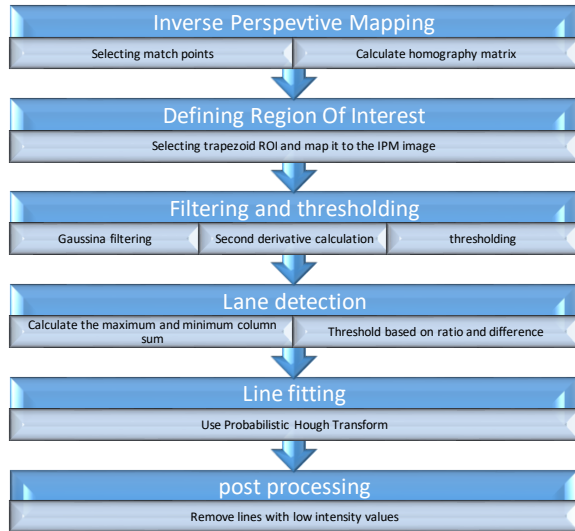 Inverse Perspevtive Mapping
Selecting match points
Calculate homography matrix
Defining Region Of Interest
Selecting trapezoid ROI and map it to the IPM image
Filtering and thresholding
Gaussina filtering
Second derivative calculation
thresholding
Lane detection
Calculate the maximum and minimum column
sum
Threshold based on ratio and difference
Line fitting
Use Probabilistic Hough Transform
post processing
Remove lines with low intensity values